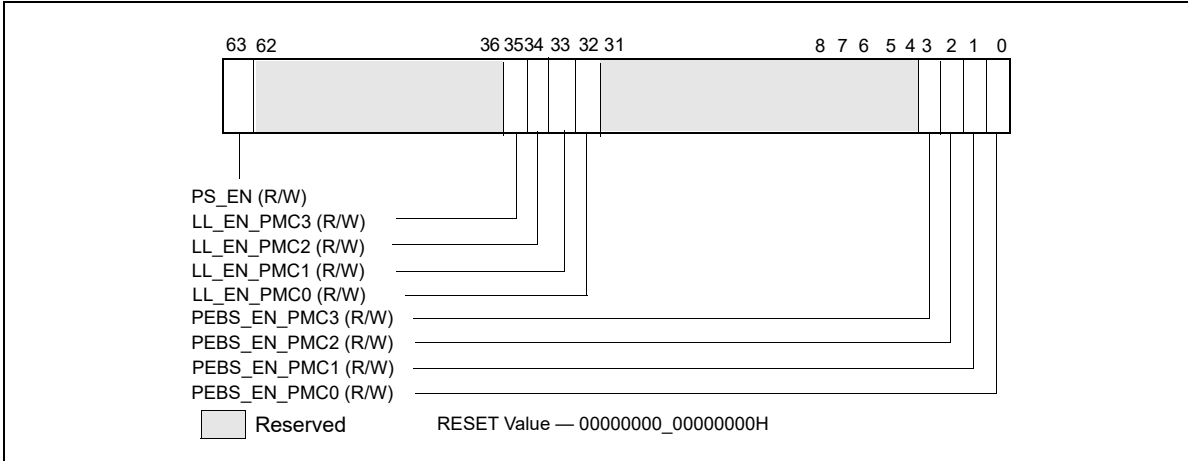 63 62 36 35 34 33 32 31 8 7 6 5 4 3 2 1 0
PS_EN (R/W)
LL_EN_PMC3 (R/W)
LL_EN_PMC2 (R/W)
LL_EN_PMC1 (R/W)
LL_EN_PMC0 (R/W)
PEBS_EN_PMC3 (R/W)
PEBS_EN_PMC2 (R/W)
PEBS_EN_PMC1 (R/W)
PEBS_EN_PMC0 (R/W)
Reserved RESET Value — 00000000_00000000H